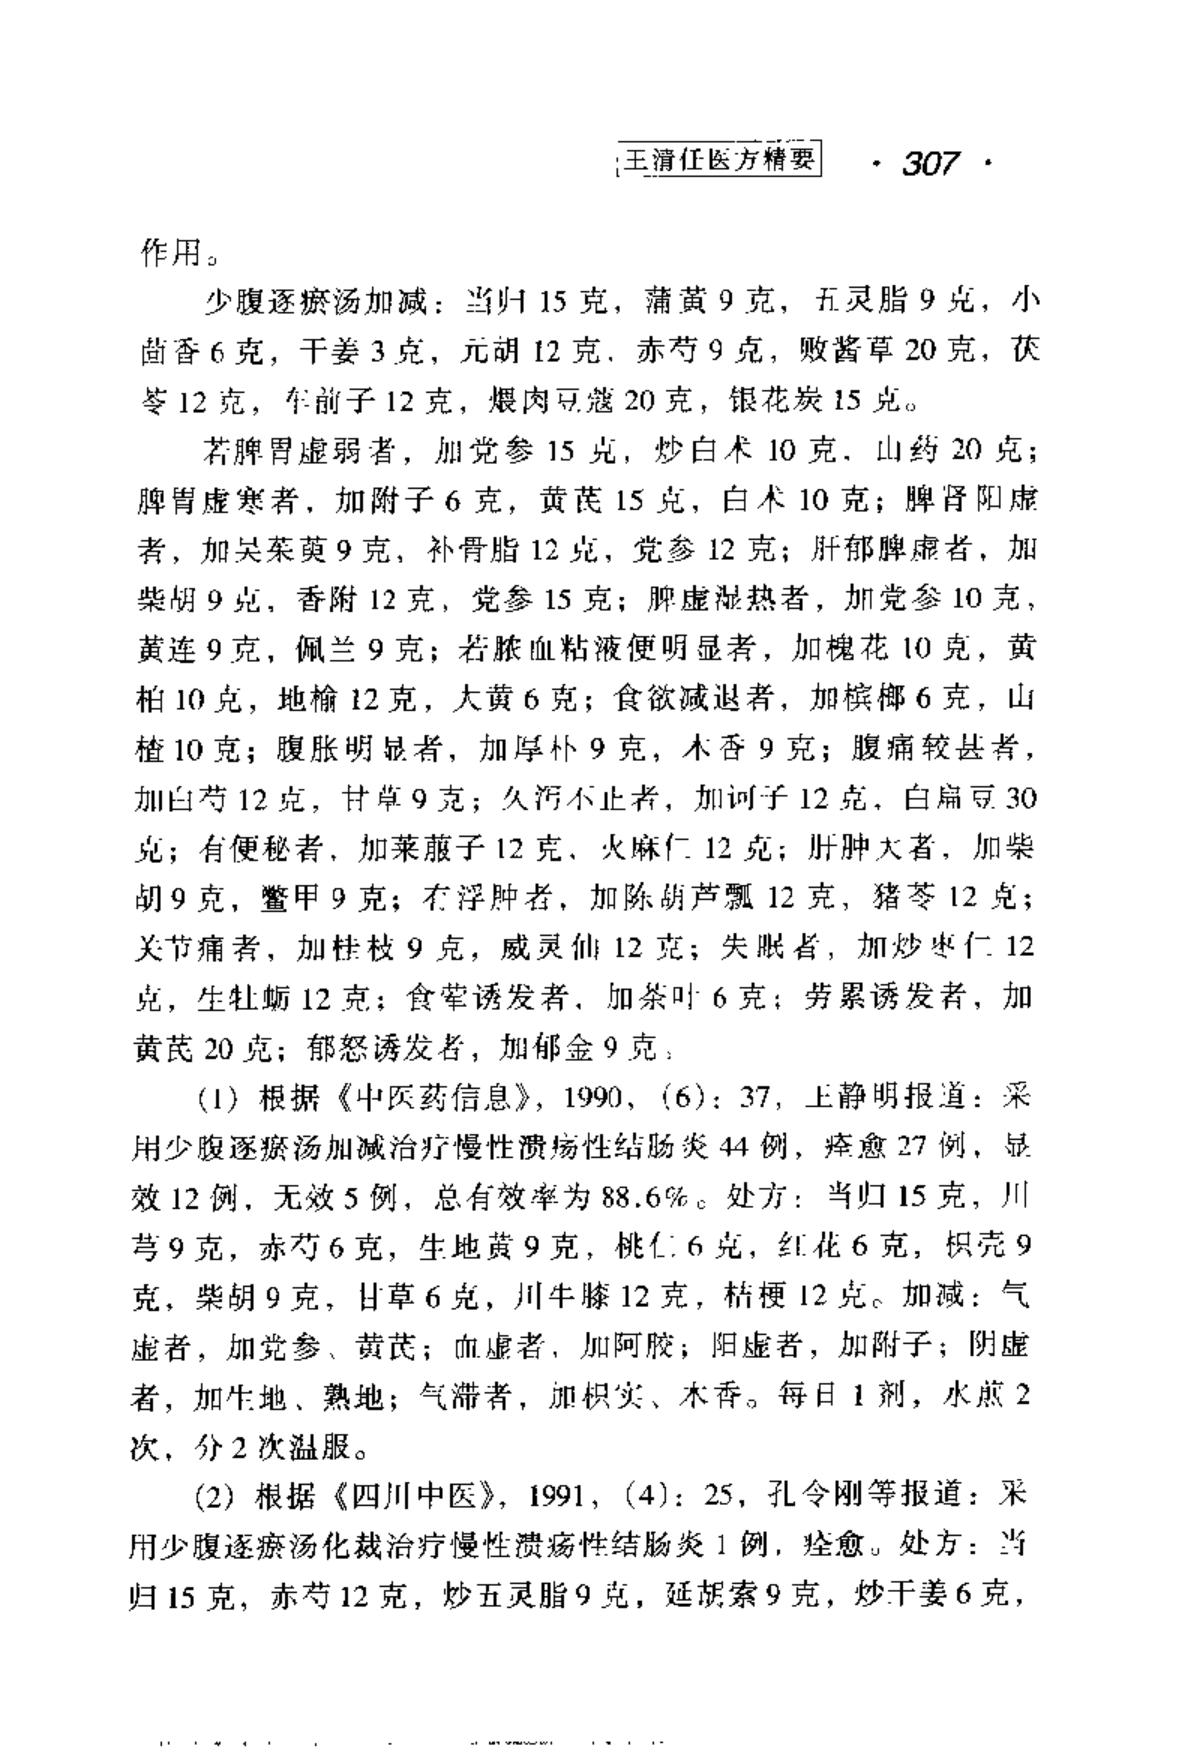 王清任医方精要 · 307 ·
作用。
少腹逐瘀汤加减：当归 15 克，蒲黄 9 克，五灵脂 9 克，小
茴香 6 克，干姜 3 克，元胡 12 克，赤芍 9 克，败酱草 20 克，茯
苓 12 克，车前子 12 克，煨肉豆蔻 20 克，银花炭 15 克。
若脾胃虚弱者，加党参 15 克，炒白术 10 克，山药 20 克；
脾胃虚寒者，加附子 6 克，黄芪 15 克，白术 10 克；脾肾阳虚
者，加吴茱萸 9 克，补骨脂 12 克，党参 12 克；肝郁脾虚者，加
柴胡 9 克，香附 12 克，党参 15 克；脾虚湿热者，加党参 10 克，
黄连 9 克，佩兰 9 克；若脓血粘液便明显者，加槐花 10 克，黄
柏 10 克，地榆 12 克，大黄 6 克；食欲减退者，加槟榔 6 克，山
楂 10 克；腹胀明显者，加厚朴 9 克，木香 9 克；腹痛较甚者，
加白芍 12 克，甘草 9 克；久泻不止者，加诃子 12 克，白扁豆 30
克；有便秘者，加莱菔子 12 克，火麻仁 12 克；肝肿大者，加柴
胡 9 克，鳖甲 9 克；有浮肿者，加陈葫芦瓢 12 克，猪苓 12 克；
关节痛者，加桂枝 9 克，威灵仙 12 克；失眠者，加炒枣仁 12
克，生牡蛎 12 克；食荤诱发者，加茶叶 6 克；劳累诱发者，加
黄芪 20 克；郁怒诱发者，加郁金 9 克。
(1) 根据《中医药信息》，1990，(6)：37，王静明报道：采
用少腹逐瘀汤加减治疗慢性溃疡性结肠炎 44 例，痊愈 27 例，显
效 12 例，无效 5 例，总有效率为 88.6%。处方：当归 15 克，川
芎 9 克，赤芍 6 克，生地黄 9 克，桃仁 6 克，红花 6 克，枳壳 9
克，柴胡 9 克，甘草 6 克，川牛膝 12 克，桔梗 12 克。加减：气
虚者，加党参、黄芪；血虚者，加阿胶；阳虚者，加附子；阴虚
者，加生地、熟地；气滞者，加枳实、木香。每日 1 剂，水煎 2
次，分 2 次温服。
(2) 根据《四川中医》，1991，(4)：25，孔令刚等报道：采
用少腹逐瘀汤化裁治疗慢性溃疡性结肠炎 1 例，痊愈。处方：当
归 15 克，赤芍 12 克，炒五灵脂 9 克，延胡索 9 克，炒干姜 6 克，